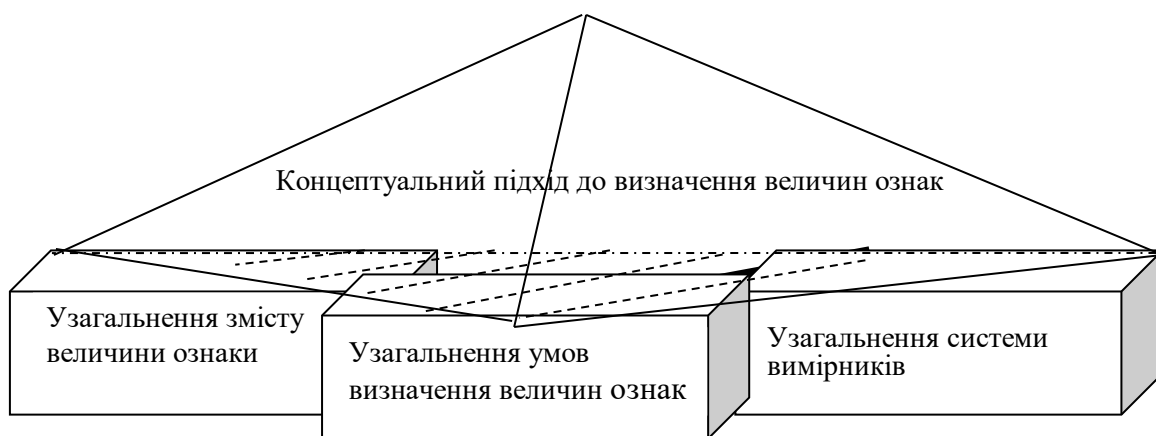 Концептуальний підхід до визначення величин ознак
Узагальнення змісту
величини ознаки
Узагальнення умов
визначення величин ознак
Узагальнення системи
вимірників